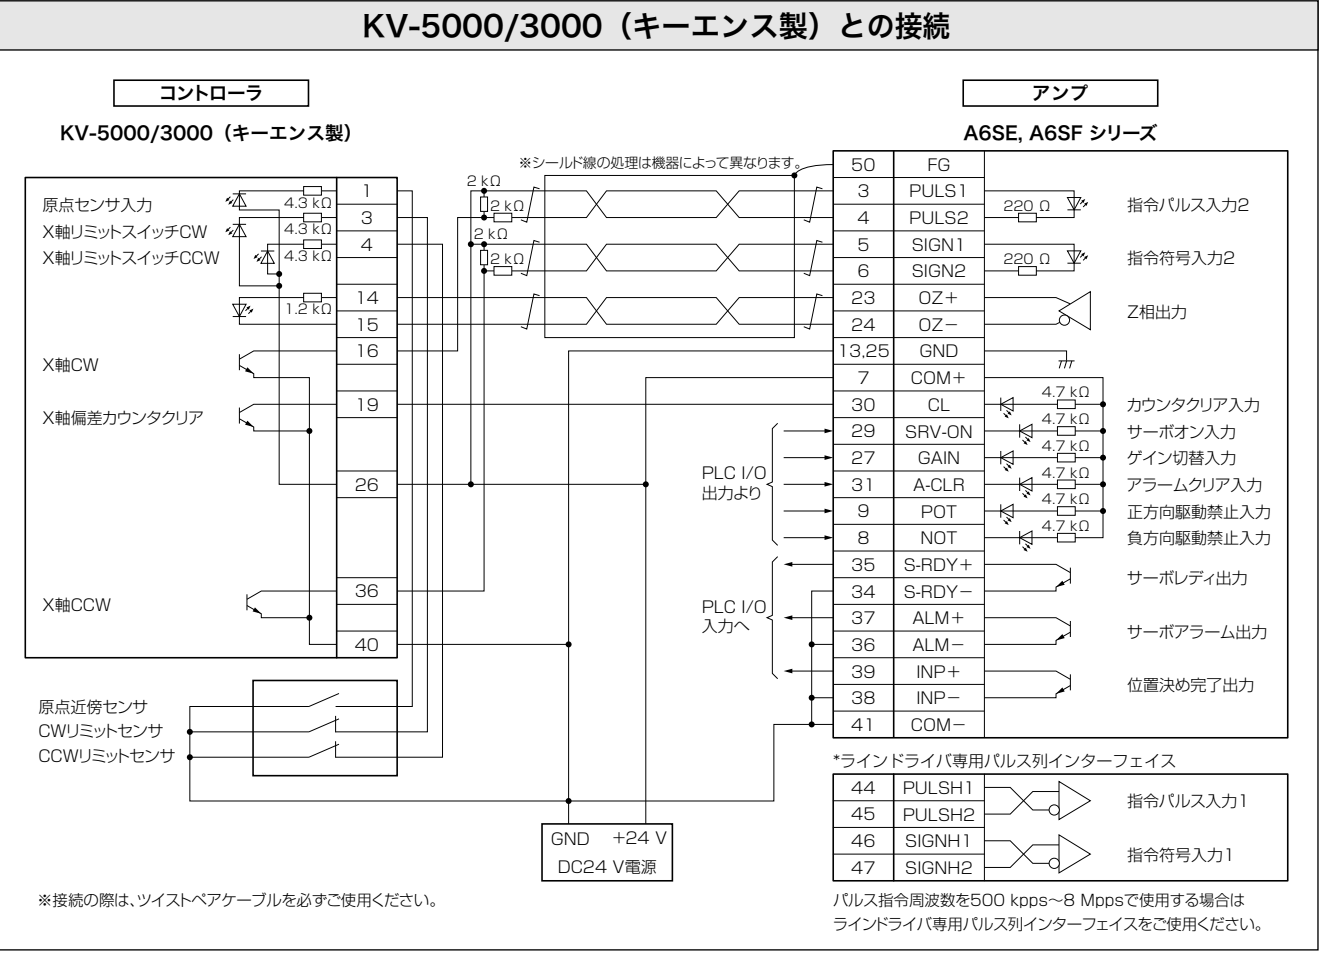 KV-5000/3000（キーエンス製）との接続
コントローラ
KV-5000/3000（キーエンス製）
アンプ
A6SE, A6SF シリーズ
※シールド線の処理は機器によって異なります。
原点センサ入力
X軸リミットスイッチCW
X軸リミットスイッチCCW
X軸CW
X軸偏差カウンタクリア
X軸CCW
4.3 kΩ
4.3 kΩ
4.3 kΩ
1.2 kΩ
1
3
4
14
15
16
19
26
36
40
2 kΩ
2 kΩ
2 kΩ
2 kΩ
PLC I/O
出力より
PLC I/O
入力へ
50 FG
3 PULS1
4 PULS2
220 Ω
指令パルス入力2
5 SIGN1
6 SIGN2
220 Ω
指令符号入力2
23 OZ+
24 OZ−
Z相出力
13,25 GND
7 COM+
30 CL 4.7 kΩ カウンタクリア入力
29 SRV-ON 4.7 kΩ サーボオン入力
27 GAIN 4.7 kΩ ゲイン切替入力
31 A-CLR 4.7 kΩ アラームクリア入力
9 POT 4.7 kΩ 正方向駆動禁止入力
8 NOT 4.7 kΩ 負方向駆動禁止入力
35 S-RDY+
34 S-RDY−
サーボレディ出力
37 ALM+
36 ALM−
サーボアラーム出力
39 INP+
38 INP−
位置決め完了出力
41 COM−
原点近傍センサ
CWリミットセンサ
CCWリミットセンサ
GND +24 V
DC24 V電源
*ラインドライバ専用パルス列インターフェイス
44 PULSH1
45 PULSH2
指令パルス入力1
46 SIGNH1
47 SIGNH2
指令符号入力1
※接続の際は、ツイストペアケーブルを必ずご使用ください。
パルス指令周波数を500 kpps～8 Mppsで使用する場合は
ラインドライバ専用パルス列インターフェイスをご使用ください。